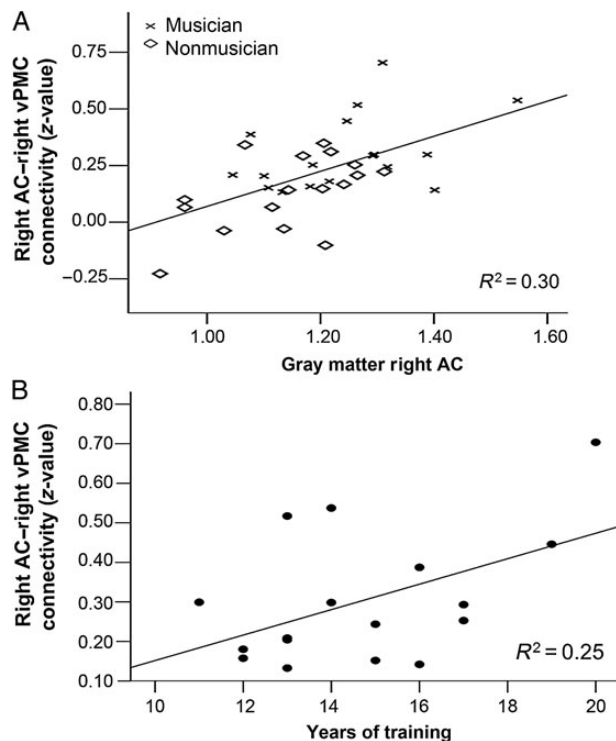 A
× Musician
◇ Nonmusician
Right AC–right vPMC
connectivity (z-value)
0.75
0.50
0.25
0.00
−0.25
R² = 0.30
1.00 1.20 1.40 1.60
Gray matter right AC
B
Right AC–right vPMC
connectivity (z-value)
0.80
0.70
0.60
0.50
0.40
0.30
0.20
0.10
R² = 0.25
10 12 14 16 18 20
Years of training